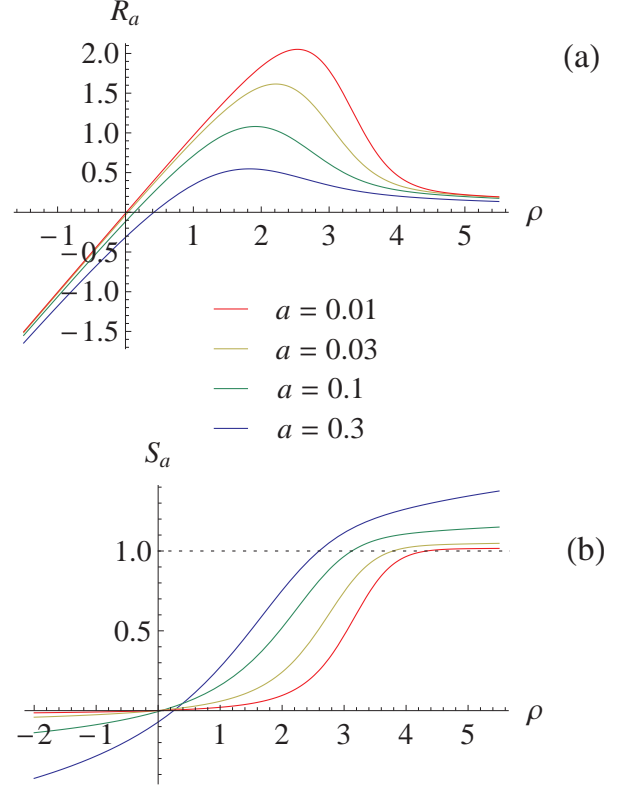 R_a
(a)
2.0
1.5
1.0
0.5
−1 1 2 3 4 5 ρ
−0.5
−1.0
−1.5
a = 0.01
a = 0.03
a = 0.1
a = 0.3
S_a
1.0
(b)
0.5
−2 −1 1 2 3 4 5 ρ